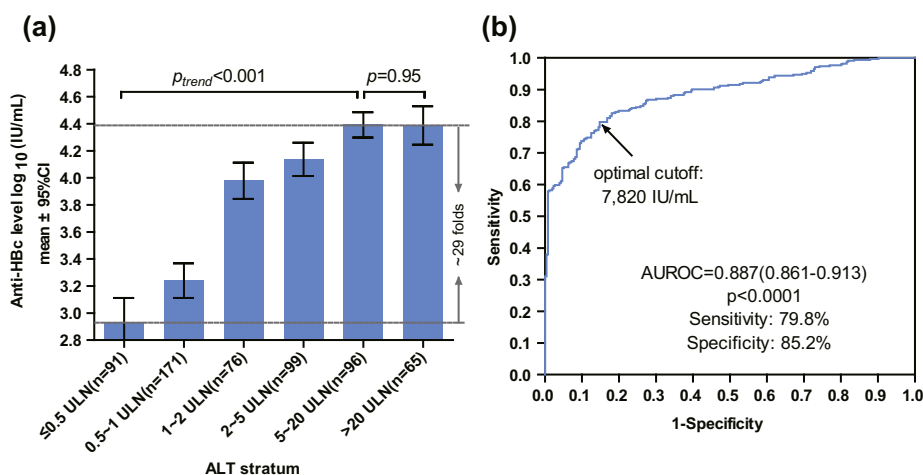 (a)
p_trend<0.001
p=0.95
4.8
4.6
4.4
4.2
4.0
3.8
3.6
3.4
3.2
3.0
2.8
Anti-HBc level log 10 (IU/mL)
mean ± 95%CI
~29 folds
≤0.5 ULN(n=91)
0.5~1 ULN(n=171)
1~2 ULN(n=76)
2~5 ULN(n=99)
5~20 ULN(n=96)
>20 ULN(n=65)
ALT stratum
(b)
1.0
0.9
0.8
0.7
0.6
0.5
0.4
0.3
0.2
0.1
0.0
Sensitivity
optimal cutoff:
7,820 IU/mL
AUROC=0.887(0.861-0.913)
p<0.0001
Sensitivity: 79.8%
Specificity: 85.2%
0.0 0.1 0.2 0.3 0.4 0.5 0.6 0.7 0.8 0.9 1.0
1-Specificity